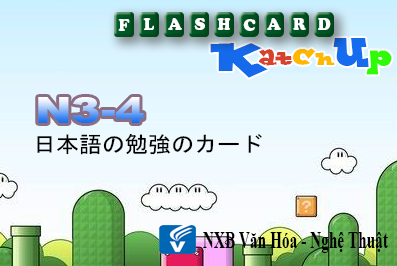 FLASHCARD
KatchUp
N3-4
日本語の勉強のカード
?
NXB Văn Hóa - Nghệ Thuật